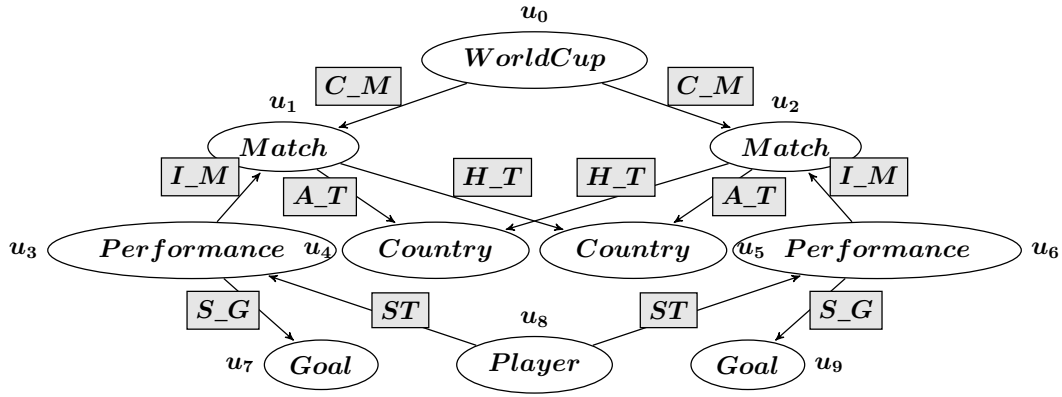 u₀
WorldCup
C_M C_M
u₁ u₂
Match Match
I_M A_T H_T H_T A_T I_M
u₃ Performance u₄ Country Country u₅ Performance u₆
S_G ST ST S_G
u₈
u₇ Goal Player Goal u₉